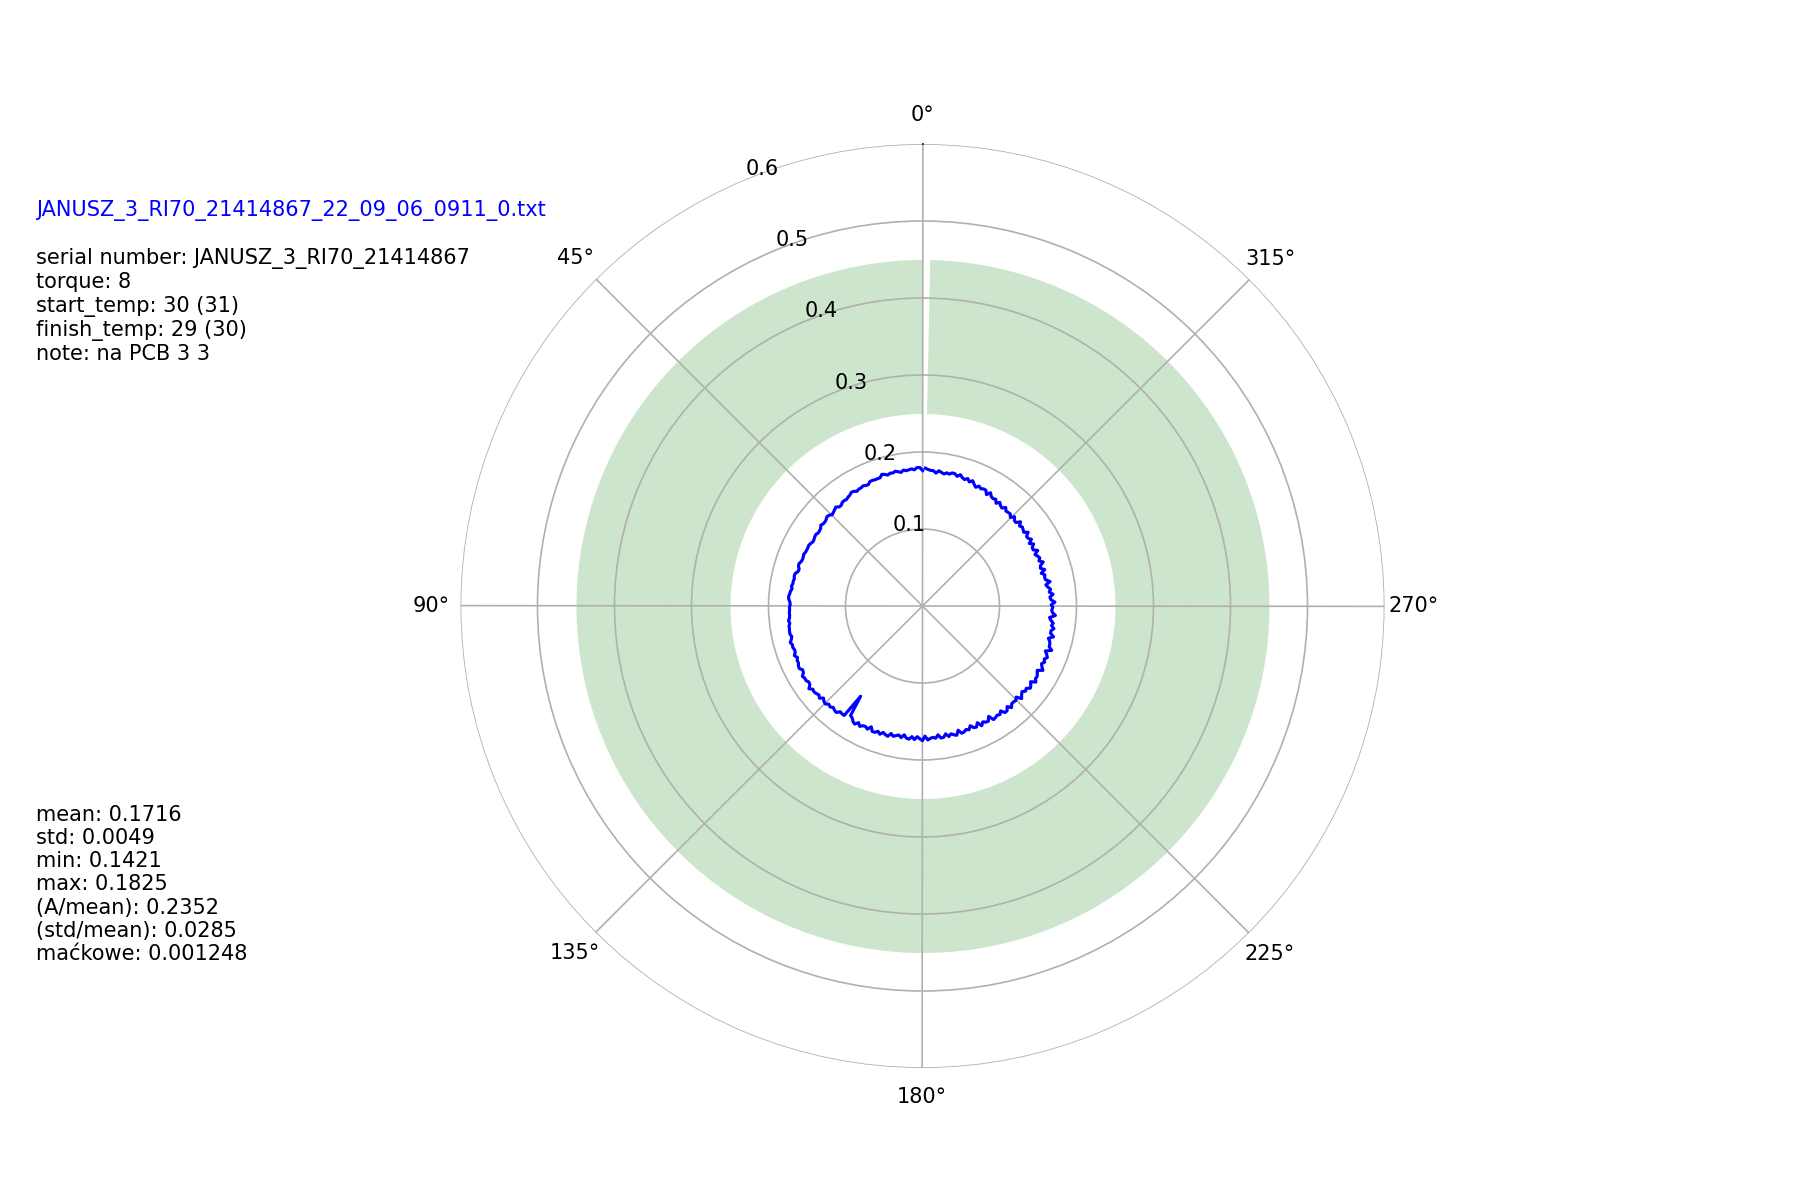 0°
0.6
JANUSZ_3_RI70_21414867_22_09_06_0911_0.txt
0.5
serial number: JANUSZ_3_RI70_21414867
45°
315°
torque: 8
start_temp: 30 (31)
0.4
finish_temp: 29 (30)
note: na PCB 3 3
0.3
0.2
0.1
90°
270°
mean: 0.1716
std: 0.0049
min: 0.1421
max: 0.1825
(A/mean): 0.2352
(std/mean): 0.0285
maćkowe: 0.001248
135°
225°
180°